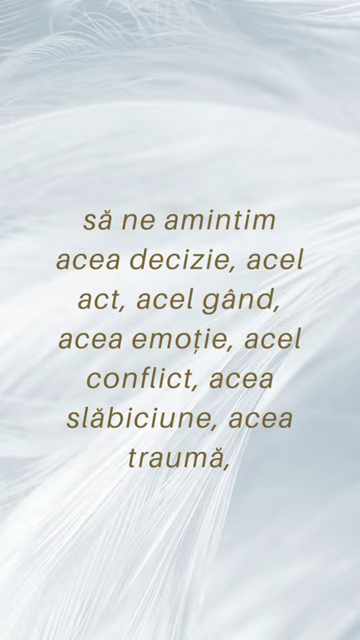 să ne amintim
acea decizie, acel
act, acel gând,
acea emoție, acel
conflict, acea
slăbiciune, acea
traumă,